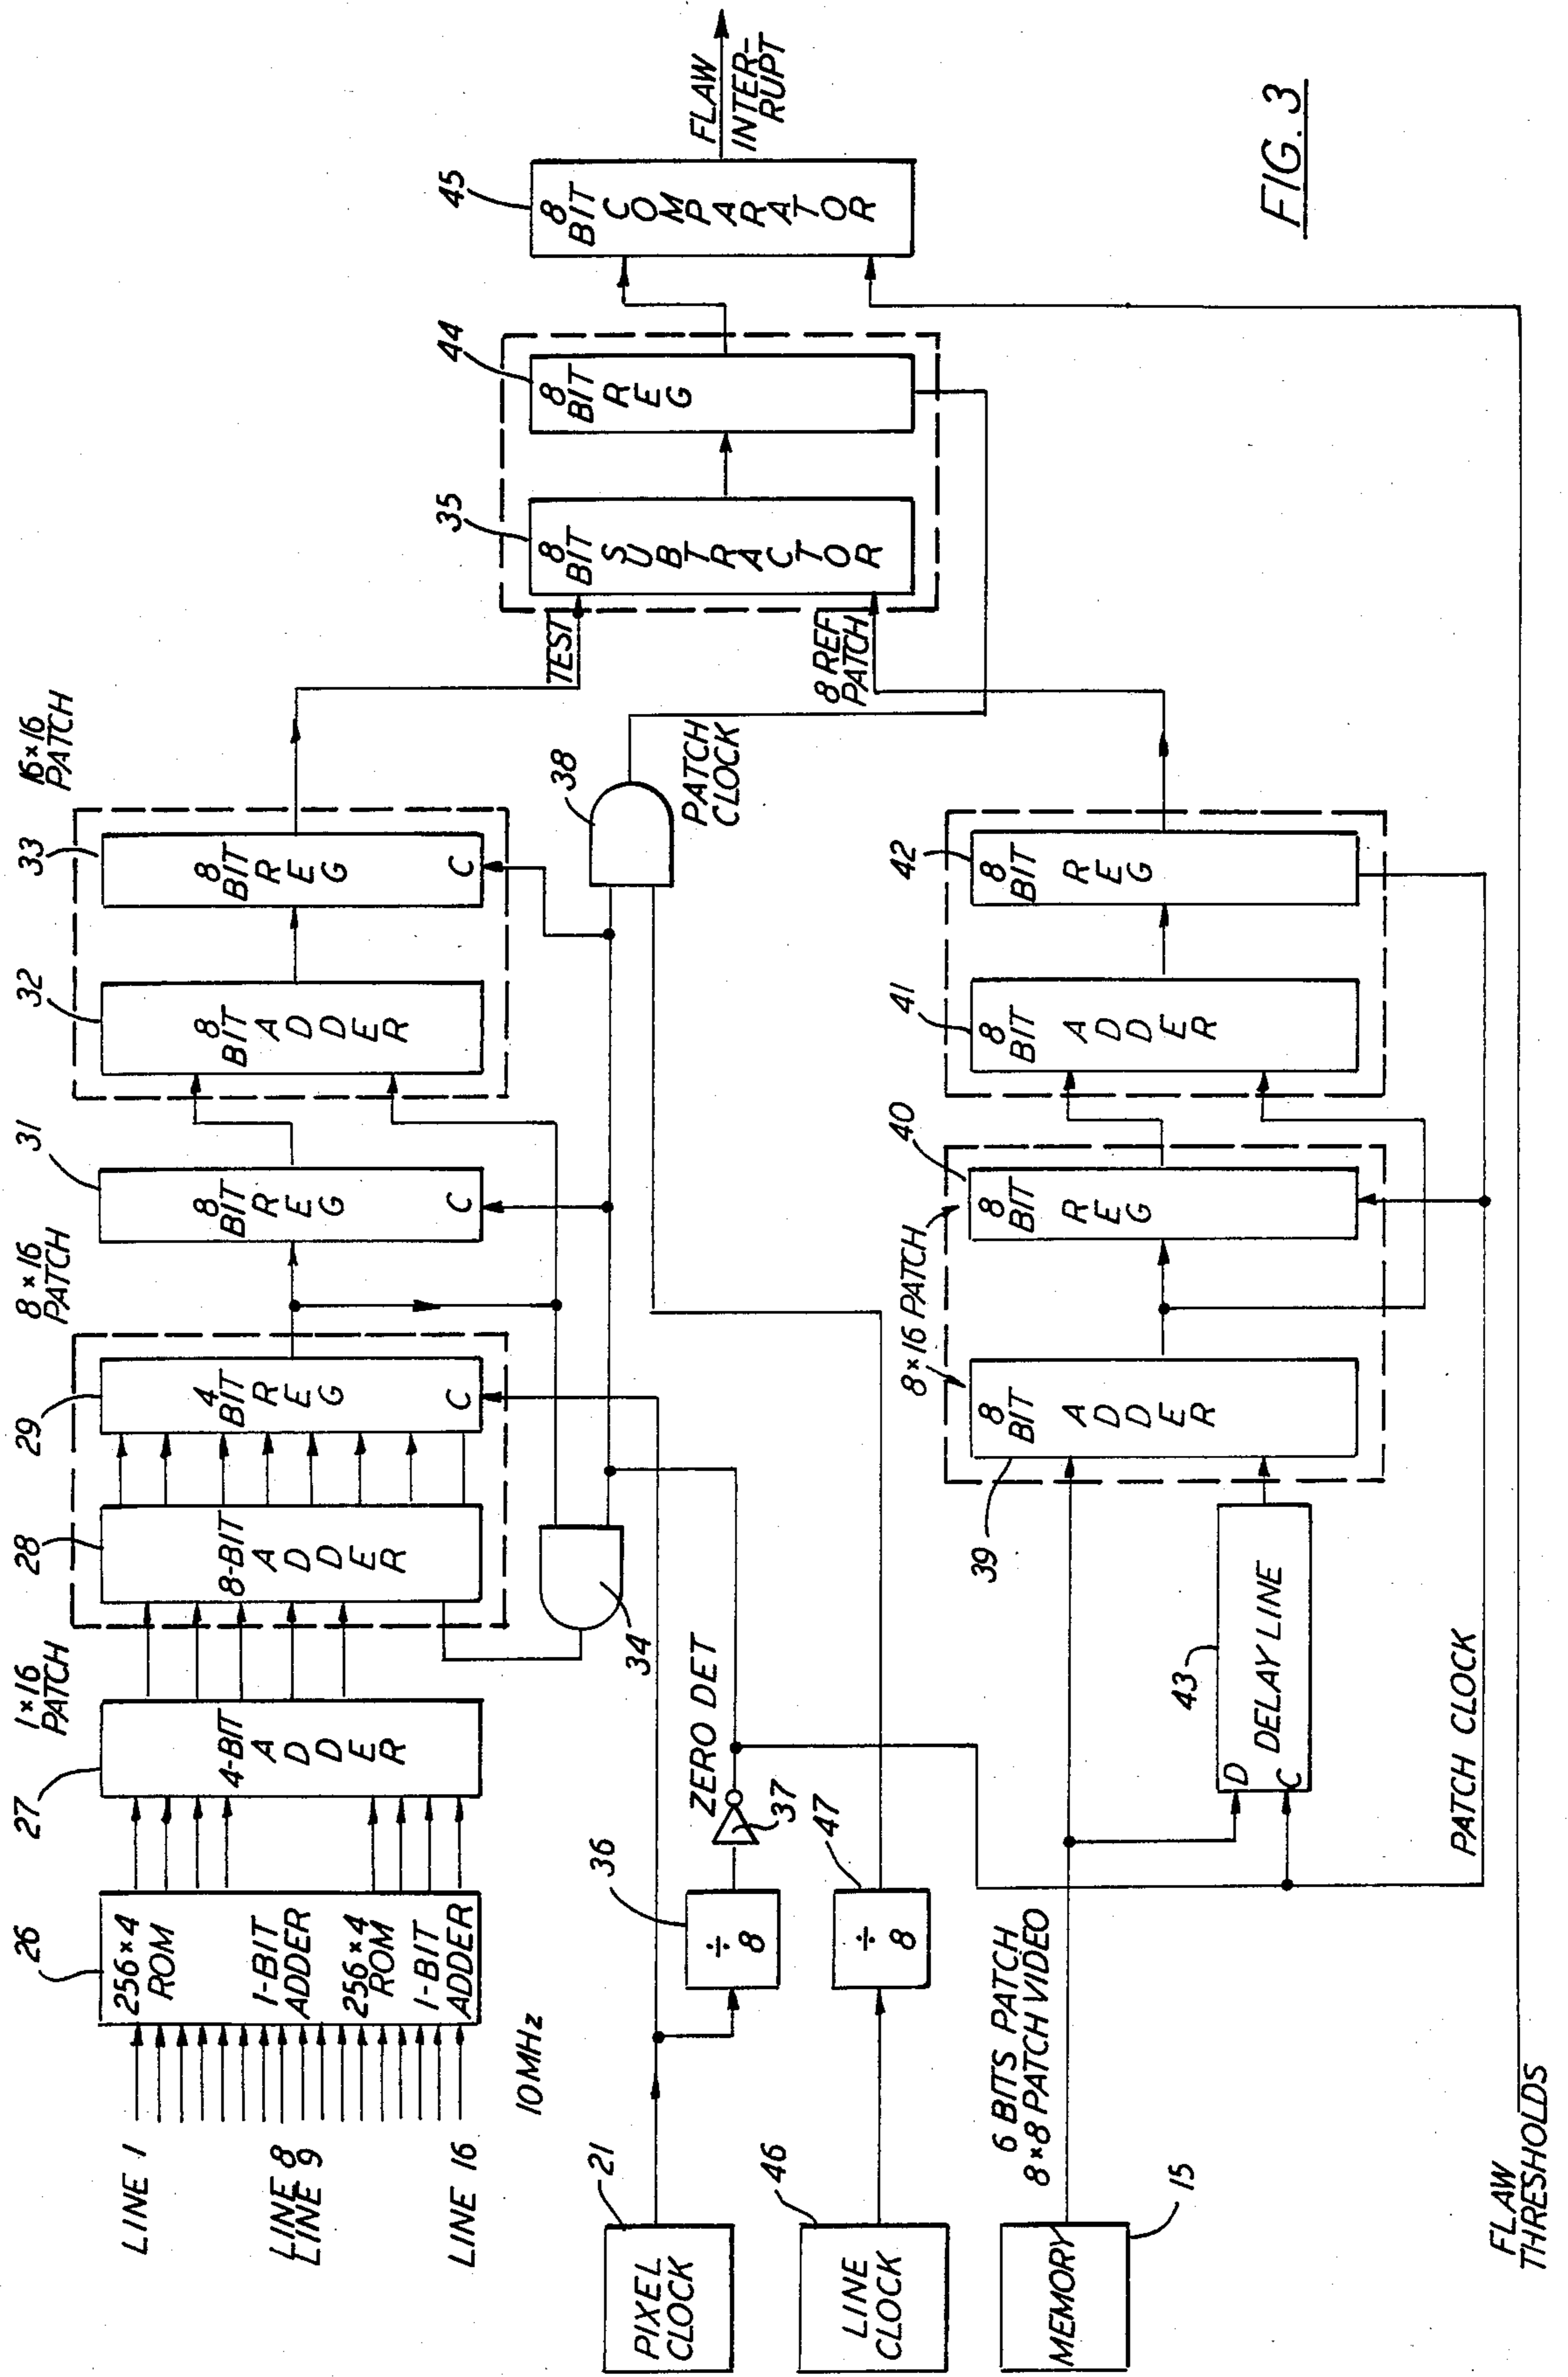 LINE 1
LINE 8
LINE 9
LINE 16
26
256×4
ROM
1-BIT
ADDER
256×4
ROM
1-BIT
ADDER
27
4-BIT
ADDER
1×16
PATCH
28
8-BIT
ADDER
29
4
BIT
REG
C
8×16
PATCH
31
8
BIT
REG
C
32
8
BIT
ADDER
33
8
BIT
REG
C
16×16
PATCH
34
10MHz
21
PIXEL
CLOCK
36
÷
8
37
ZERO DET
38
PATCH
CLOCK
46
LINE
CLOCK
47
÷
8
15
MEMORY
6 BITS PATCH
8×8 PATCH VIDEO
43
D
C
DELAY LINE
39
8
BIT
ADDER
8×16 PATCH
40
8
BIT
REG
41
8
BIT
ADDER
42
8
BIT
REG
PATCH CLOCK
TEST
8 REF
PATCH
35
8
BIT
SUBTRACTOR
44
8
BIT
REG
45
8
BIT
COMPARATOR
FLAW
INTER-
RUPT
FLAW
THRESHOLDS
FIG. 3